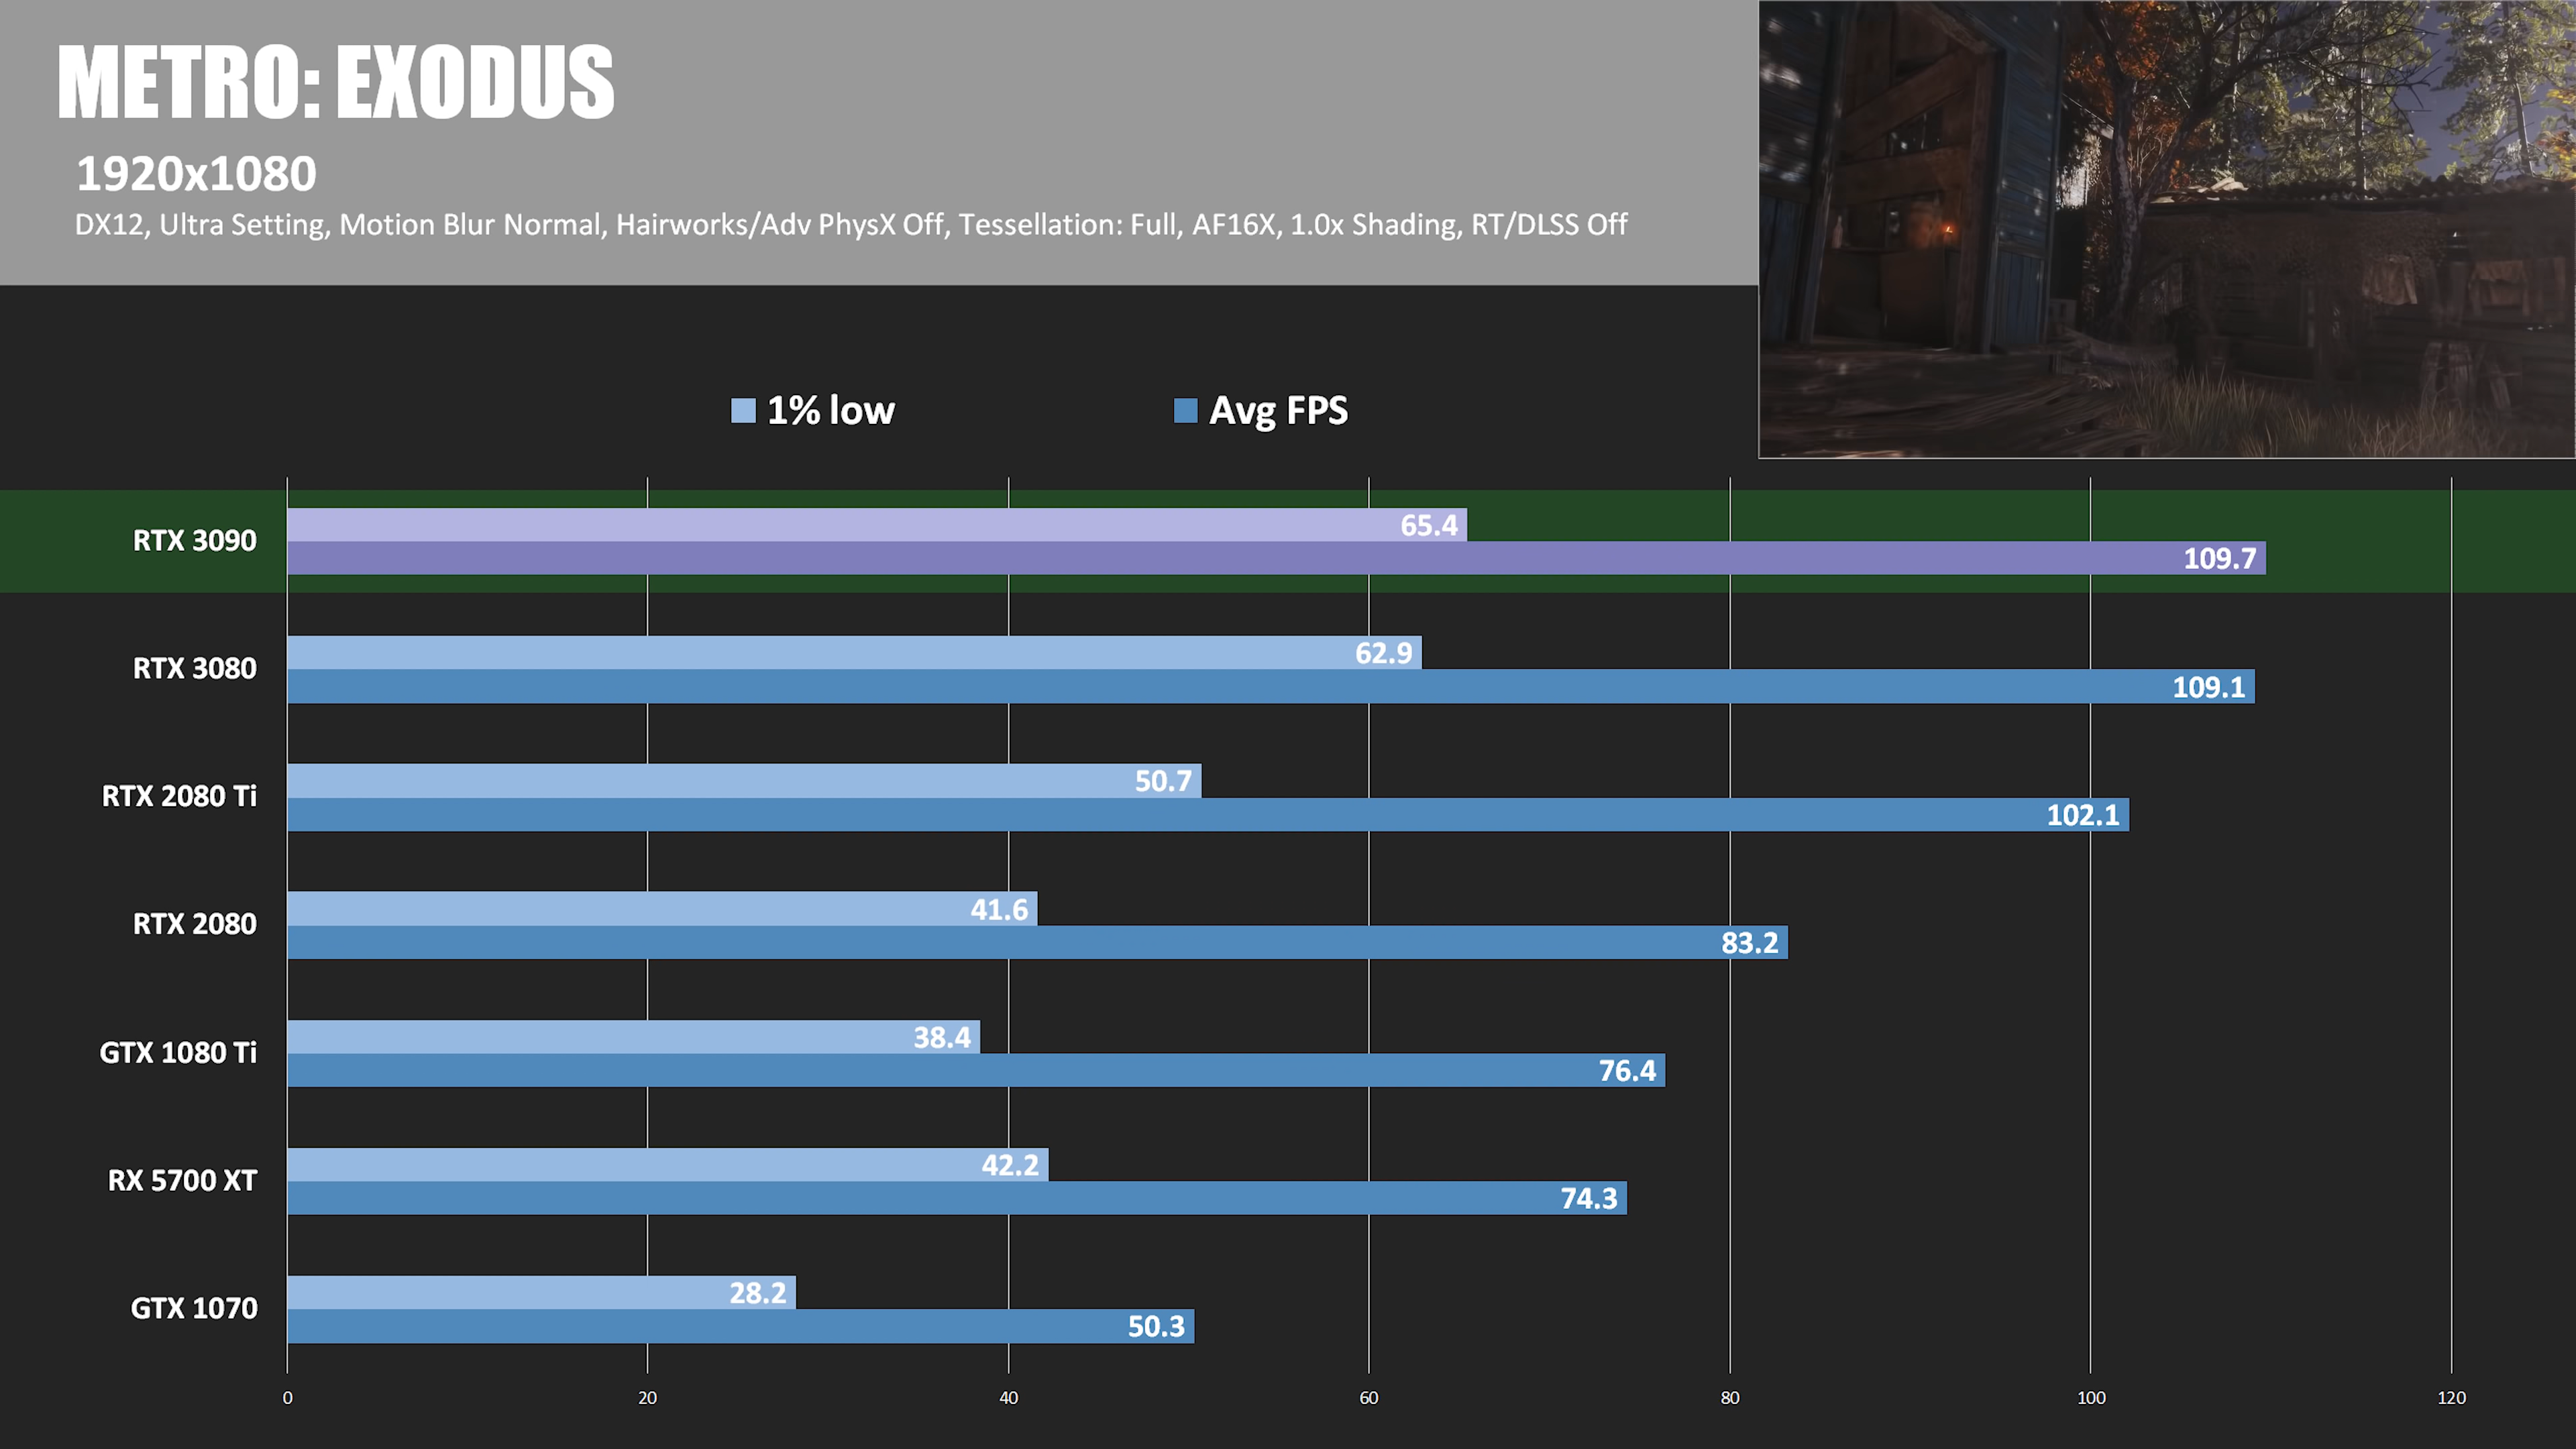 METRO: EXODUS
1920x1080
DX12, Ultra Setting, Motion Blur Normal, Hairworks/Adv PhysX Off, Tessellation: Full, AF16X, 1.0x Shading, RT/DLSS Off
1% low Avg FPS
RTX 3090 65.4
109.7
RTX 3080 62.9
109.1
RTX 2080 Ti 50.7
102.1
RTX 2080 41.6
83.2
GTX 1080 Ti 38.4
76.4
RX 5700 XT 42.2
74.3
GTX 1070 28.2
50.3
0 20 40 60 80 100 120